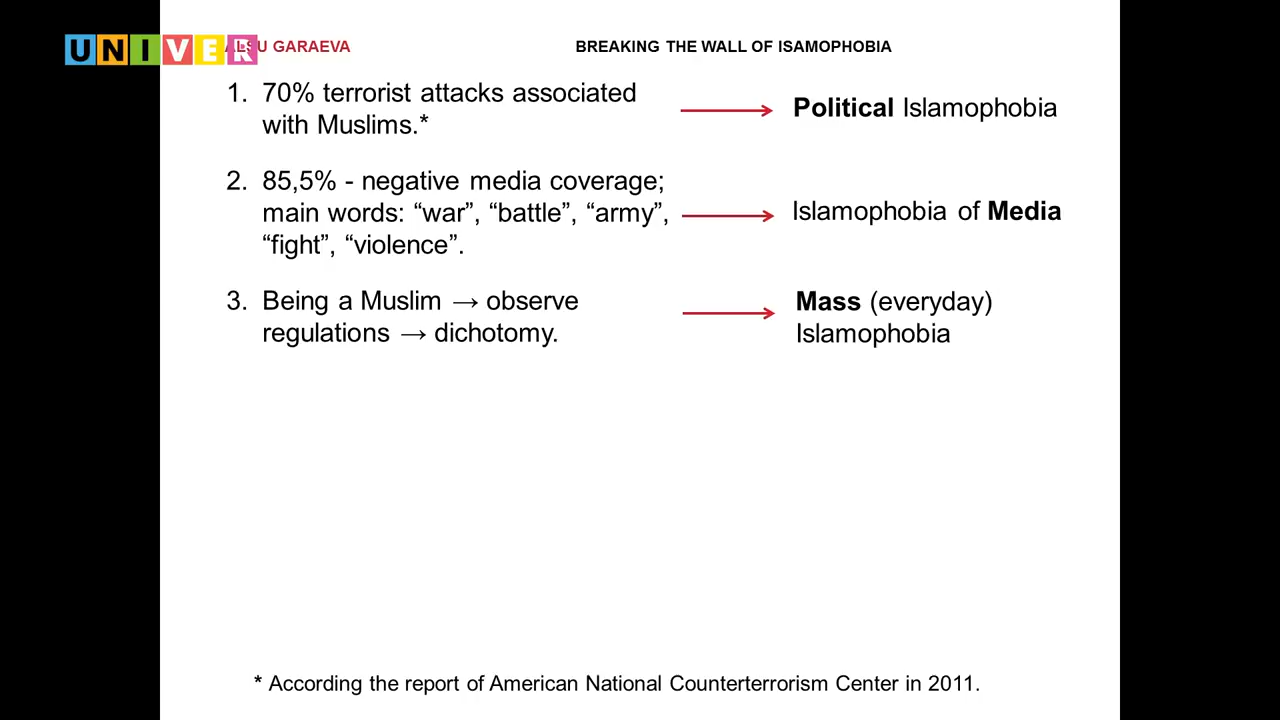 UNIVER
ALSU GARAEVA
BREAKING THE WALL OF ISAMOPHOBIA
1. 70% terrorist attacks associated
with Muslims.*
Political Islamophobia
2. 85,5% - negative media coverage;
main words: “war”, “battle”, “army”,
“fight”, “violence”.
Islamophobia of Media
3. Being a Muslim → observe
regulations → dichotomy.
Mass (everyday)
Islamophobia
* According the report of American National Counterterrorism Center in 2011.